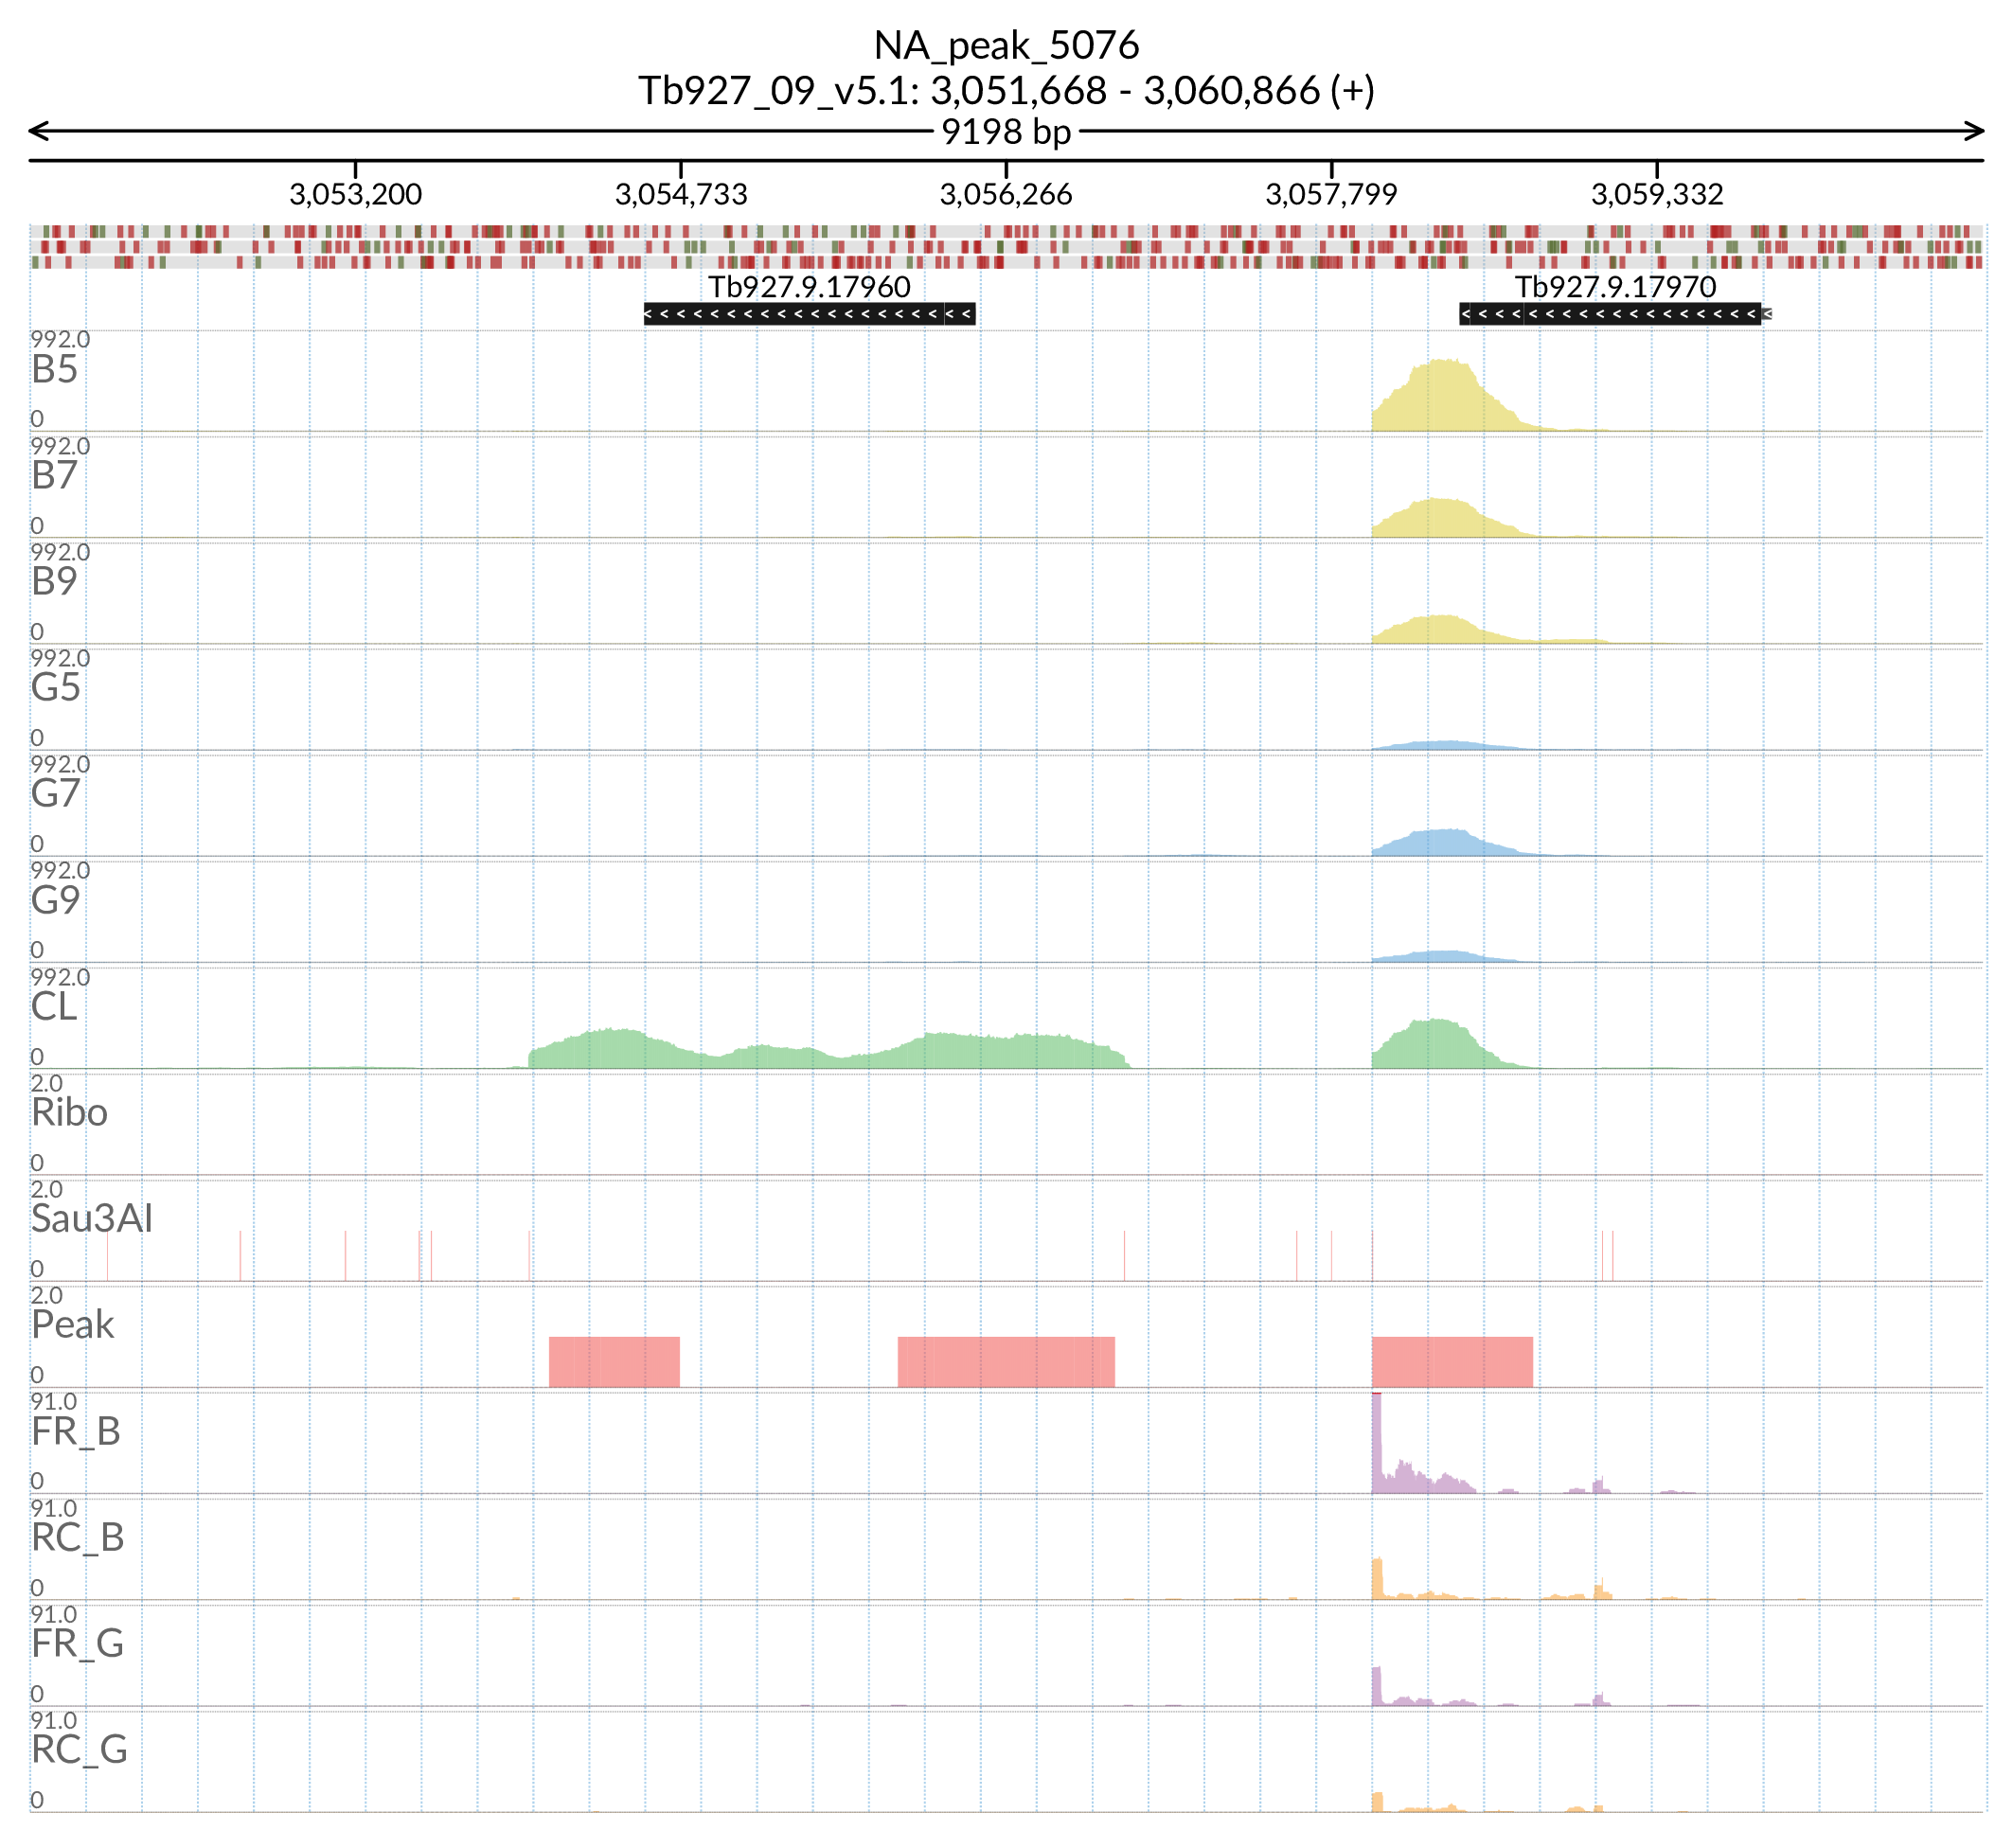 NA_peak_5076
Tb927_09_v5.1: 3,051,668 - 3,060,866 (+)
9198 bp
3,053,200 3,054,733 3,056,266 3,057,799 3,059,332
Tb927.9.17960 Tb927.9.17970
992.0
B5
0
992.0
B7
0
992.0
B9
0
992.0
G5
0
992.0
G7
0
992.0
G9
0
992.0
CL
0
2.0
Ribo
0
2.0
Sau3AI
0
2.0
Peak
0
91.0
FR_B
0
91.0
RC_B
0
91.0
FR_G
0
91.0
RC_G
0